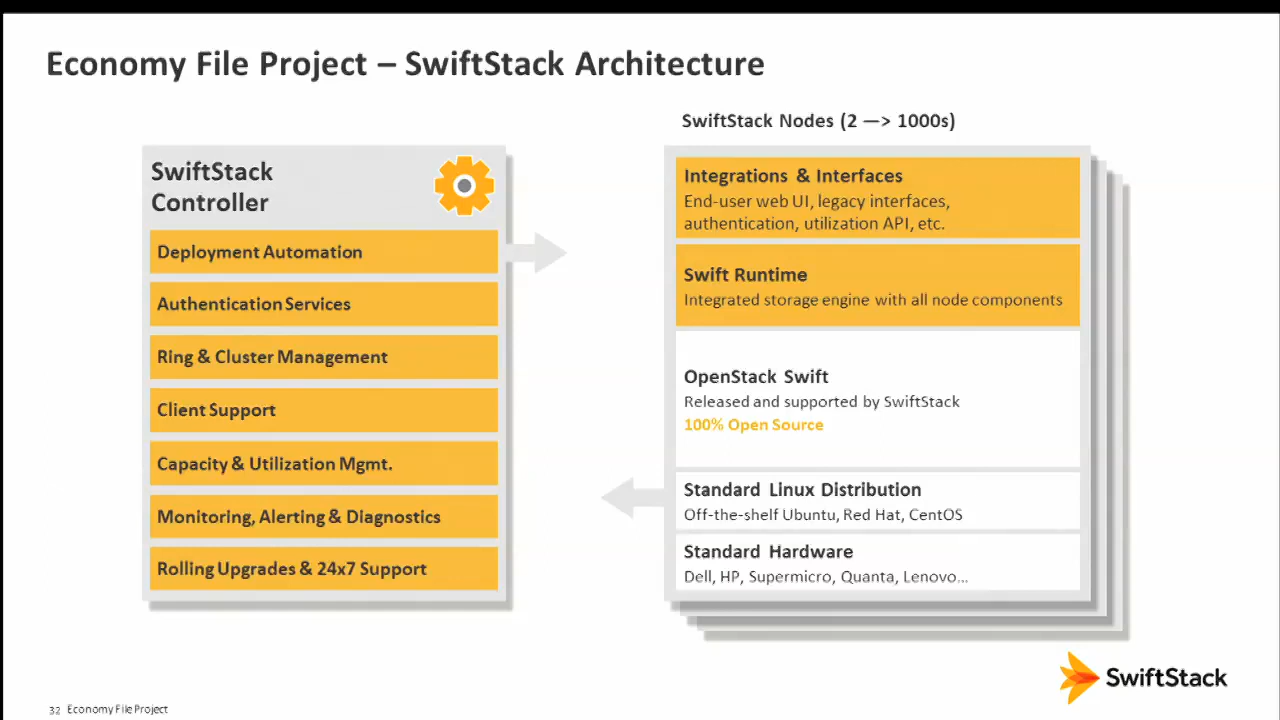 Economy File Project – SwiftStack Architecture
SwiftStack Nodes (2 —> 1000s)
SwiftStack
Controller
Deployment Automation
Authentication Services
Ring & Cluster Management
Client Support
Capacity & Utilization Mgmt.
Monitoring, Alerting & Diagnostics
Rolling Upgrades & 24x7 Support
Integrations & Interfaces
End-user web UI, legacy interfaces,
authentication, utilization API, etc.
Swift Runtime
Integrated storage engine with all node components
OpenStack Swift
Released and supported by SwiftStack
100% Open Source
Standard Linux Distribution
Off-the-shelf Ubuntu, Red Hat, CentOS
Standard Hardware
Dell, HP, Supermicro, Quanta, Lenovo...
SwiftStack
32 Economy File Project